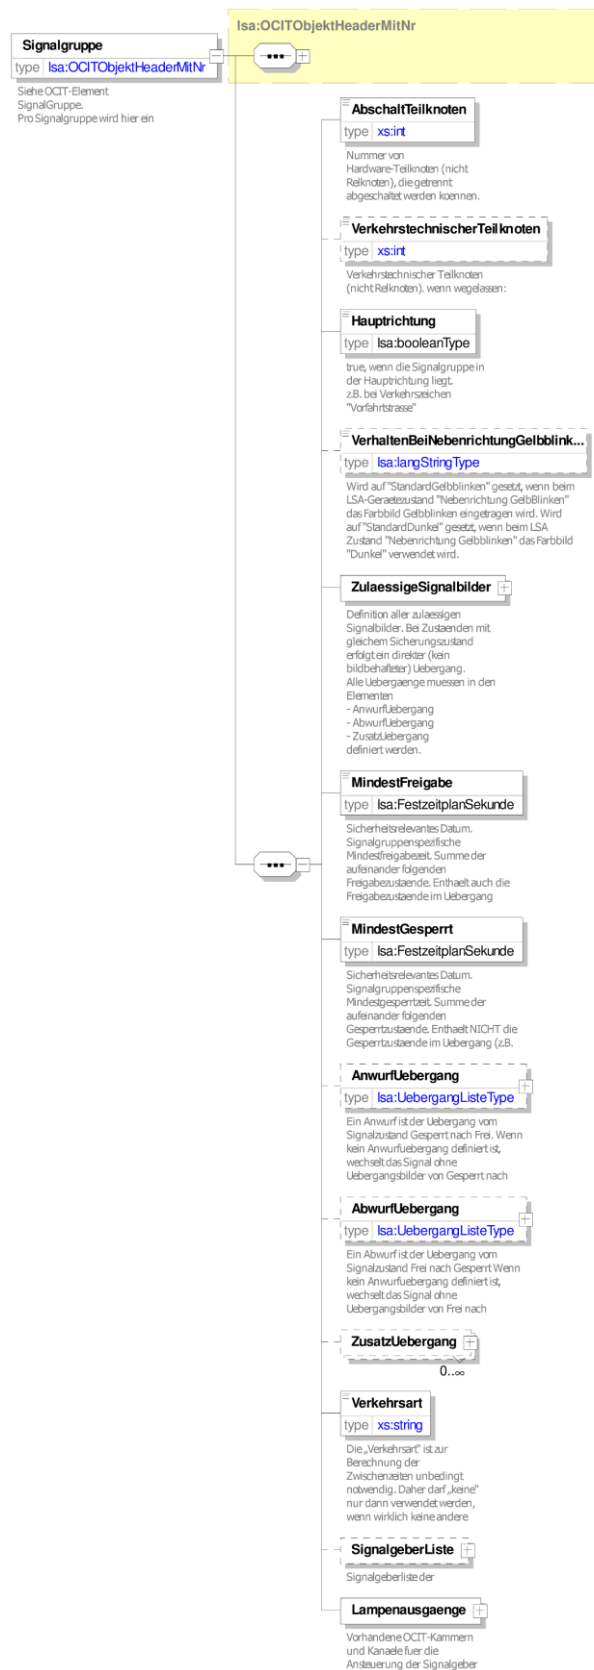 lsa:OCITObjektHeaderMitNr
Signalgruppe
type lsa:OCITObjektHeaderMitNr
Siehe OCIT-Element
SignalGruppe.
Pro Signalgruppe wird hier ein
AbschaltTeilknoten
type xs:int
Nummer von
Hardware-Teilknoten (nicht
Relknoten), die getrennt
abgeschaltet werden koennen.
VerkehrstechnischerTeilknoten
type xs:int
Verkehrstechnischer Teilknoten
(nicht Relknoten). wenn wegelassen:
Hauptrichtung
type lsa:booleanType
true, wenn die Signalgruppe in
der Hauptrichtung liegt.
z.B. bei Verkehrszeichen
"Vorfahrtstrasse"
VerhaltenBeiNebenrichtungGelbblink...
type lsa:langStringType
Wird auf "StandardGelbblinken" gesetzt, wenn beim
LSA-Geraetezustand "Nebenrichtung GelbBlinken"
das Farbbild Gelbblinken eingetragen wird. Wird
auf "StandardDunkel" gesetzt, wenn beim LSA
Zustand "Nebenrichtung Gelbblinken" das Farbbild
"Dunkel" verwendet wird.
ZulaessigeSignalbilder
Definition aller zulaessigen
Signalbilder. Bei Zustaenden mit
gleichem Sicherungszustand
erfolgt ein direkter (kein
bildbehafteter) Uebergang.
Alle Uebergaenge muessen in den
Elementen
- AnwurfUebergang
- AbwurfUebergang
- ZusatzUebergang
definiert werden.
MindestFreigabe
type lsa:FestzeitplanSekunde
Sicherheitsrelevantes Datum.
Signalgruppenspezifische
Mindestfreigabezeit. Summe der
aufeinander folgenden
Freigabezustaende. Enthaelt auch die
Freigabezustaende im Uebergang
MindestGesperrt
type lsa:FestzeitplanSekunde
Sicherheitsrelevantes Datum.
Signalgruppenspezifische
Mindestgesperrtzeit. Summe der
aufeinander folgenden
Gesperrtzustaende. Enthaelt NICHT die
Gesperrtzustaende im Uebergang (z.B.
AnwurfUebergang
type lsa:UebergangListeType
Ein Anwurf ist der Uebergang vom
Signalzustand Gesperrt nach Frei. Wenn
kein Anwurfuebergang definiert ist,
wechselt das Signal ohne
Uebergangsbilder von Gesperrt nach
AbwurfUebergang
type lsa:UebergangListeType
Ein Abwurf ist der Uebergang vom
Signalzustand Frei nach Gesperrt Wenn
kein Anwurfuebergang definiert ist,
wechselt das Signal ohne
Uebergangsbilder von Frei nach
ZusatzUebergang
0..∞
Verkehrsart
type xs:string
Die „Verkehrsart" ist zur
Berechnung der
Zwischenzeiten unbedingt
notwendig. Daher darf „keine"
nur dann verwendet werden,
wenn wirklich keine andere
SignalgeberListe
Signalgeberliste der
Lampenausgaenge
Vorhandene OCIT-Kammern
und Kanaele fuer die
Ansteuerung der Signalgeber